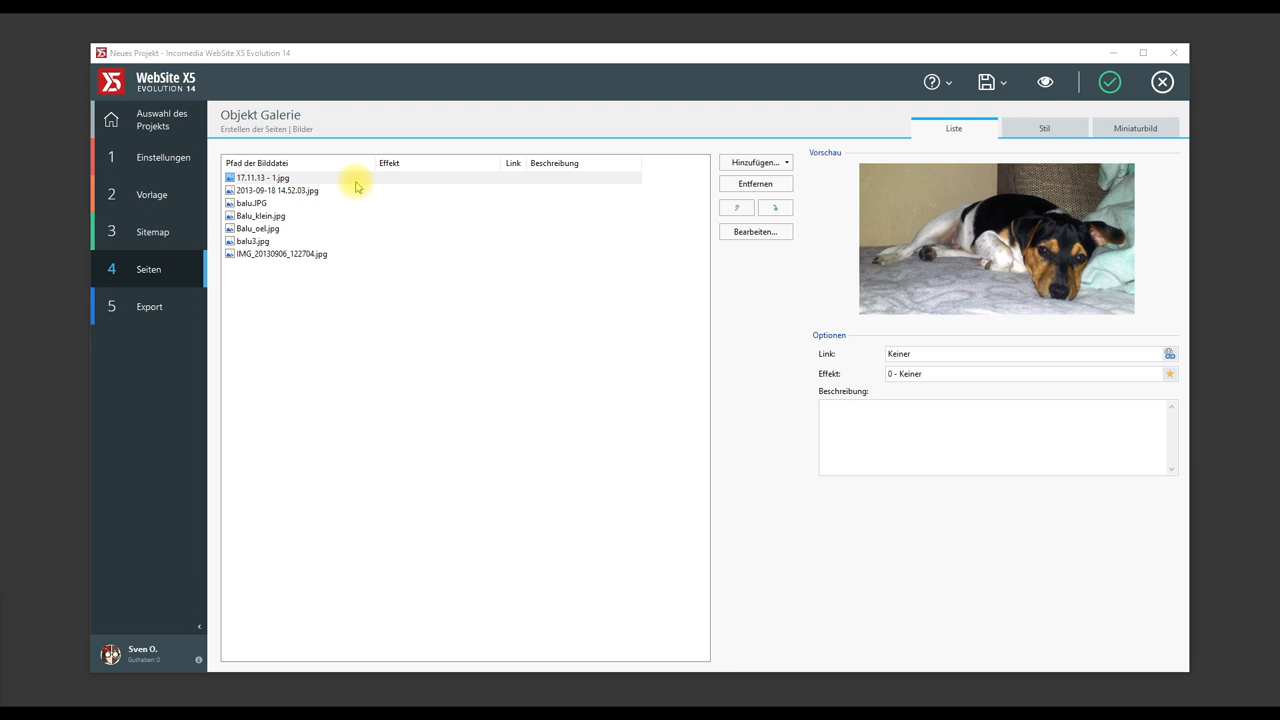 Neues Projekt - Incomedia WebSite X5 Evolution 14
WebSite X5
EVOLUTION 14
Auswahl des
Projekts
1 Einstellungen
2 Vorlage
3 Sitemap
4 Seiten
5 Export
Sven O.
Guthaben: 0
Objekt Galerie
Erstellen der Seiten | Bilder
Liste Stil Miniaturbild
Pfad der Bilddatei Effekt Link Beschreibung
17.11.13 - 1.jpg
2013-09-18 14.52.03.jpg
balu.JPG
Balu_klein.jpg
Balu_oel.jpg
balu3.jpg
IMG_20130906_122704.jpg
Hinzufügen...
Entfernen
Bearbeiten...
Vorschau
Optionen
Link: Keiner
Effekt: 0 - Keiner
Beschreibung: